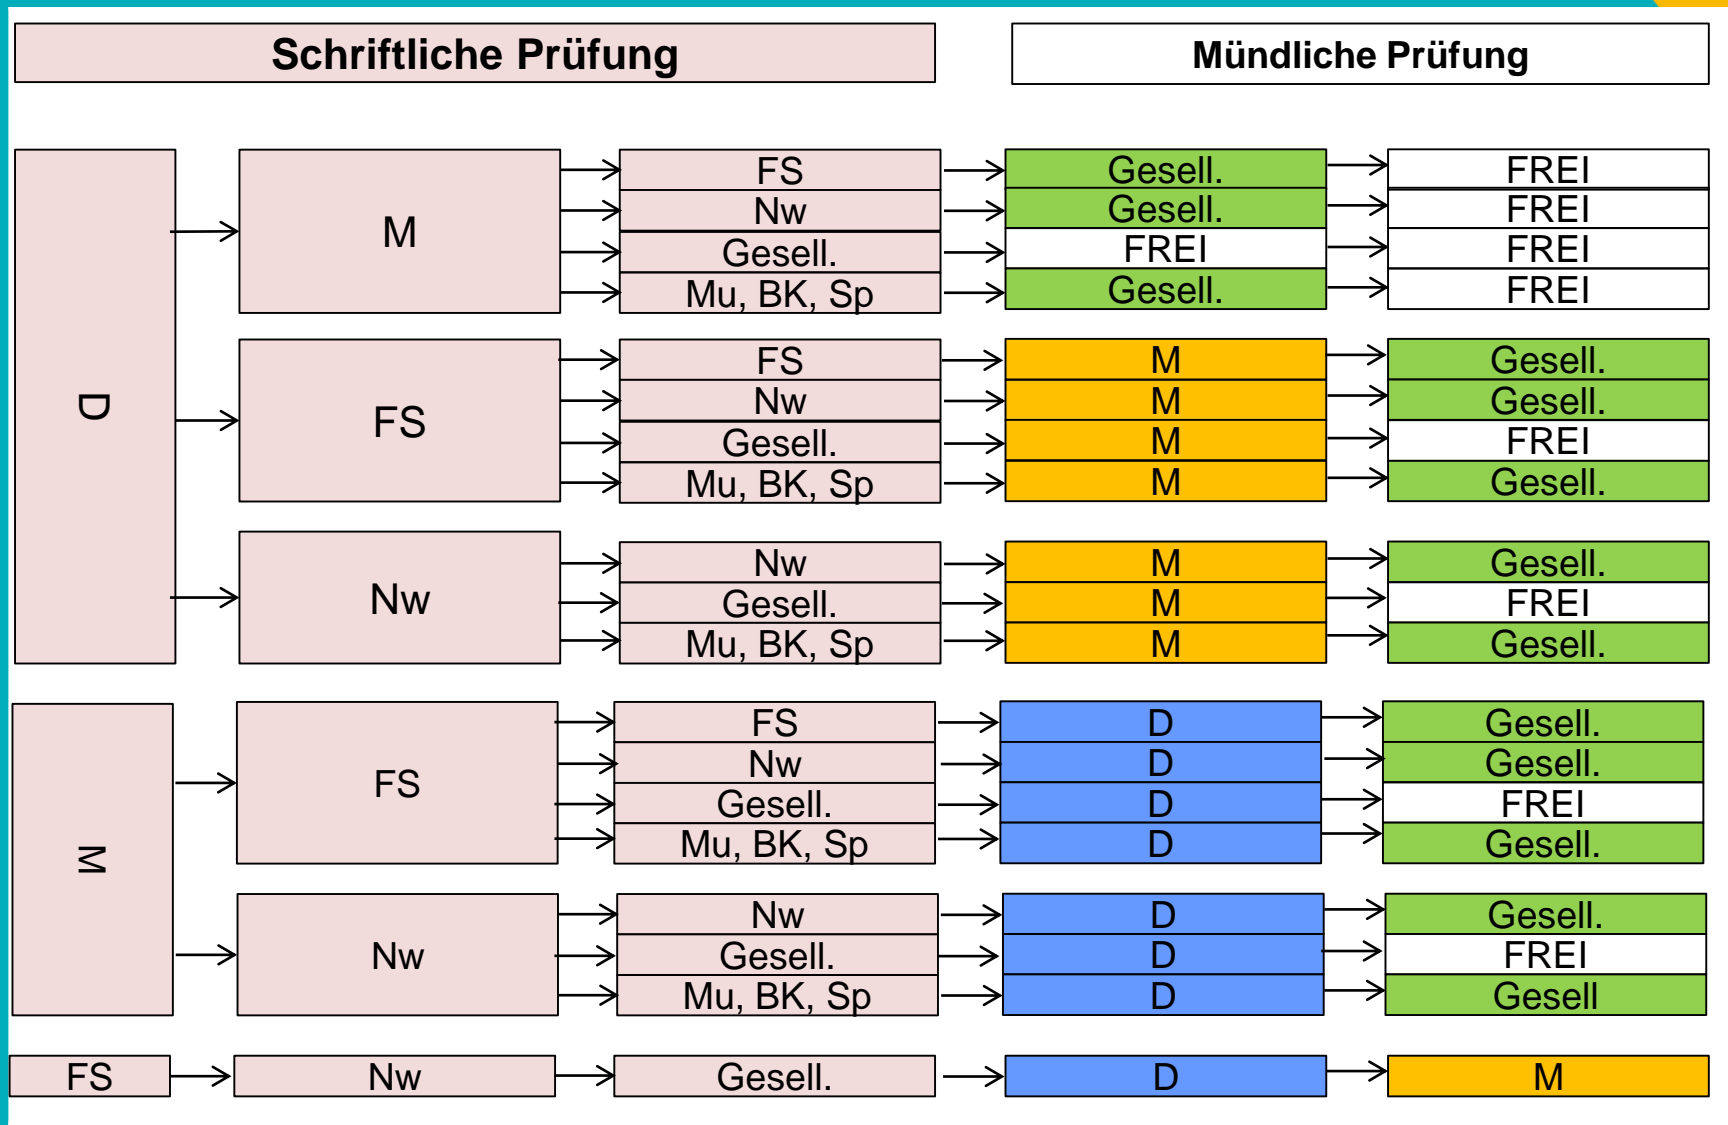 Schriftliche Prüfung
Mündliche Prüfung
D
M
FS Gesell. FREI
Nw Gesell. FREI
Gesell. FREI FREI
Mu, BK, Sp Gesell. FREI
FS
FS M Gesell.
Nw M Gesell.
Gesell. M FREI
Mu, BK, Sp M Gesell.
Nw
Nw M Gesell.
Gesell. M FREI
Mu, BK, Sp M Gesell.
M
FS
FS D Gesell.
Nw D Gesell.
Gesell. D FREI
Mu, BK, Sp D Gesell.
Nw
Nw D Gesell.
Gesell. D FREI
Mu, BK, Sp D Gesell
FS Nw Gesell. D M